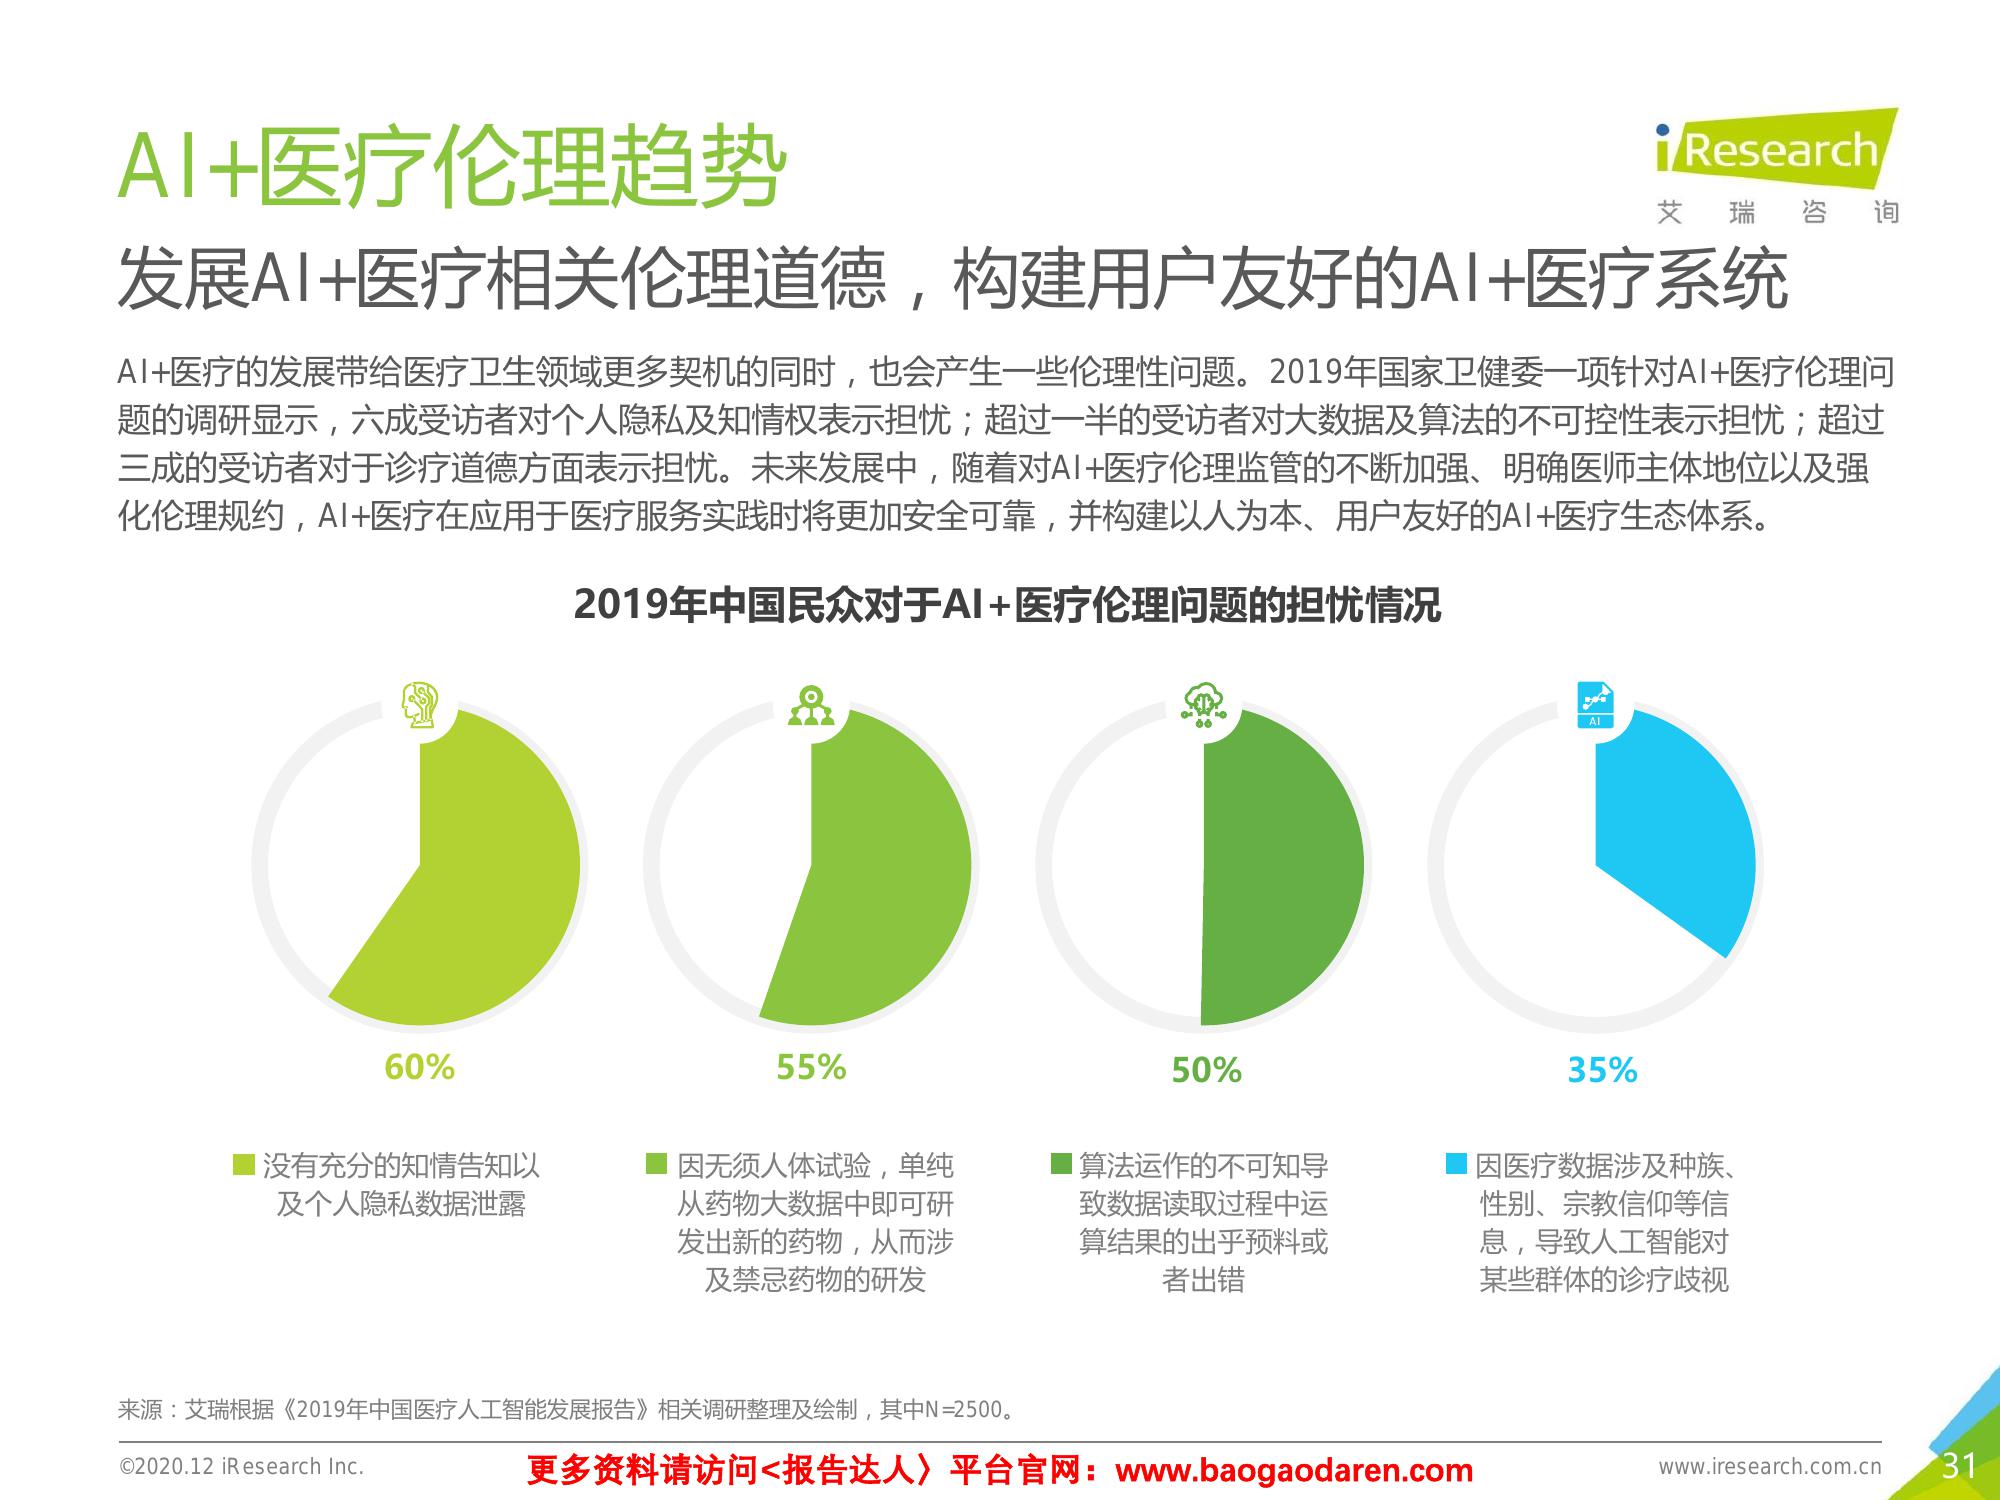 AI+医疗伦理趋势
iResearch
艾瑞咨询
发展AI+医疗相关伦理道德，构建用户友好的AI+医疗系统
AI+医疗的发展带给医疗卫生领域更多契机的同时，也会产生一些伦理性问题。2019年国家卫健委一项针对AI+医疗伦理问
题的调研显示，六成受访者对个人隐私及知情权表示担忧；超过一半的受访者对大数据及算法的不可控性表示担忧；超过
三成的受访者对于诊疗道德方面表示担忧。未来发展中，随着对AI+医疗伦理监管的不断加强、明确医师主体地位以及强
化伦理规约，AI+医疗在应用于医疗服务实践时将更加安全可靠，并构建以人为本、用户友好的AI+医疗生态体系。
2019年中国民众对于AI+医疗伦理问题的担忧情况
AI
60%
55%
50%
35%
没有充分的知情告知以
及个人隐私数据泄露
因无须人体试验，单纯
从药物大数据中即可研
发出新的药物，从而涉
及禁忌药物的研发
算法运作的不可知导
致数据读取过程中运
算结果的出乎预料或
者出错
因医疗数据涉及种族、
性别、宗教信仰等信
息，导致人工智能对
某些群体的诊疗歧视
来源：艾瑞根据《2019年中国医疗人工智能发展报告》相关调研整理及绘制，其中N=2500。
©2020.12 iResearch Inc.
更多资料请访问<报告达人〉平台官网：www.baogaodaren.com
www.iresearch.com.cn
31